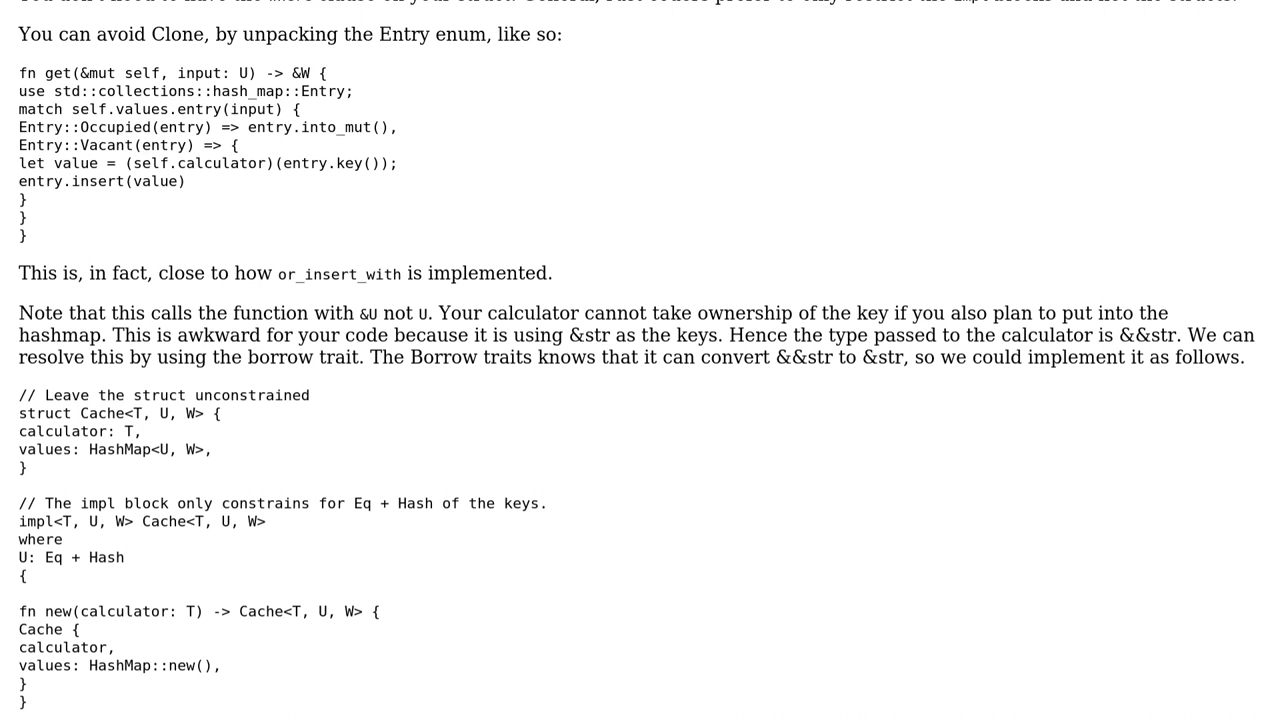 You can avoid Clone, by unpacking the Entry enum, like so:
fn get(&mut self, input: U) -> &W {
use std::collections::hash_map::Entry;
match self.values.entry(input) {
Entry::Occupied(entry) => entry.into_mut(),
Entry::Vacant(entry) => {
let value = (self.calculator)(entry.key());
entry.insert(value)
}
}
}
This is, in fact, close to how or_insert_with is implemented.
Note that this calls the function with &U not U. Your calculator cannot take ownership of the key if you also plan to put into the
hashmap. This is awkward for your code because it is using &str as the keys. Hence the type passed to the calculator is &&str. We can
resolve this by using the borrow trait. The Borrow traits knows that it can convert &&str to &str, so we could implement it as follows.
// Leave the struct unconstrained
struct Cache<T, U, W> {
calculator: T,
values: HashMap<U, W>,
}
// The impl block only constrains for Eq + Hash of the keys.
impl<T, U, W> Cache<T, U, W>
where
U: Eq + Hash
{
fn new(calculator: T) -> Cache<T, U, W> {
Cache {
calculator,
values: HashMap::new(),
}
}